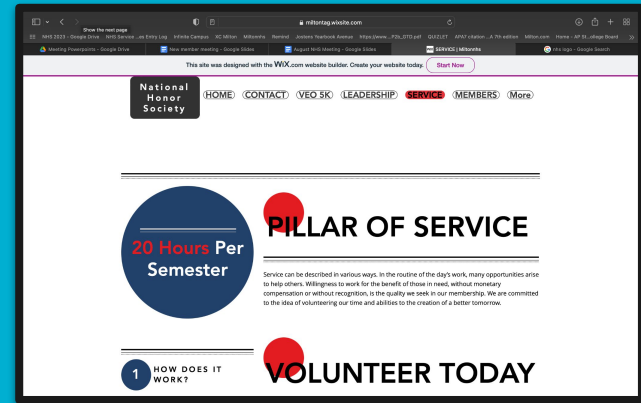 Show the next page
miltontag.wixsite.com
NHS 2023 - Google Drive
Infinite Campus
XC Milton
Miltonnhs
Remind
Jostens Yearbook Avenue
QUIZLET
APA7 citation ...A 7th edition
Milton.com
Home - AP St...ollege Board
Meeting Powerpoints - Google Drive
New member meeting - Google Slides
August NHS Meeting - Google Slides
SERVICE | Miltonnhs
nhs logo - Google Search
This site was designed with the WiX.com website builder. Create your website today. Start Now
National
Honor
Society
HOME CONTACT VEO 5K LEADERSHIP SERVICE MEMBERS More
20 Hours Per
Semester
PILLAR OF SERVICE
Service can be described in various ways. In the routine of the day's work, many opportunities arise
to help others. Willingness to work for the benefit of those in need, without monetary
compensation or without recognition, is the quality we seek in our membership. We are committed
to the idea of volunteering our time and abilities to the creation of a better tomorrow.
1
HOW DOES IT
WORK?
VOLUNTEER TODAY